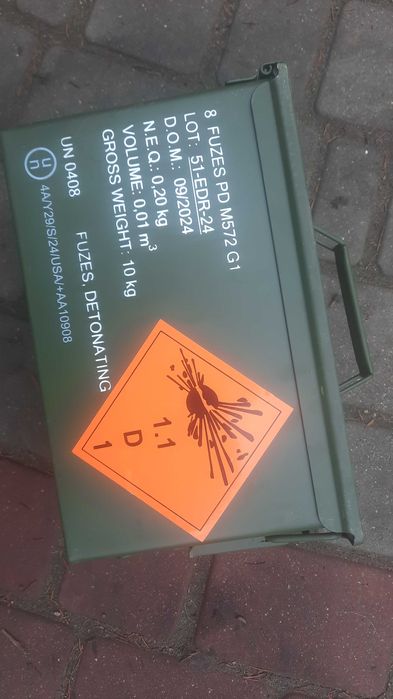 8 FUZES PD M572 G1
LOT: 51-EDR-24
D.O.M.: 09/2024
N.E.Q.: 0,20 kg
VOLUME: 0,01 m³
GROSS WEIGHT: 10 kg
FUZES, DETONATING
UN 0408
4A/Y29/S/24/USA/+AA10908
1.1
D
1